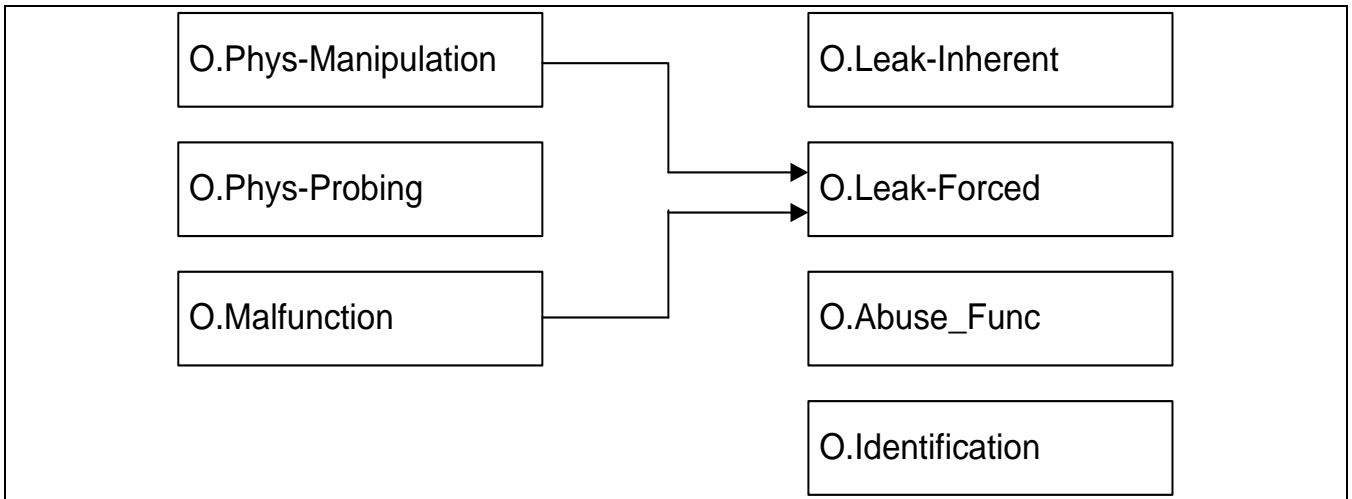 O.Phys-Manipulation
O.Leak-Inherent
O.Phys-Probing
O.Leak-Forced
O.Malfunction
O.Abuse_Func
O.Identification